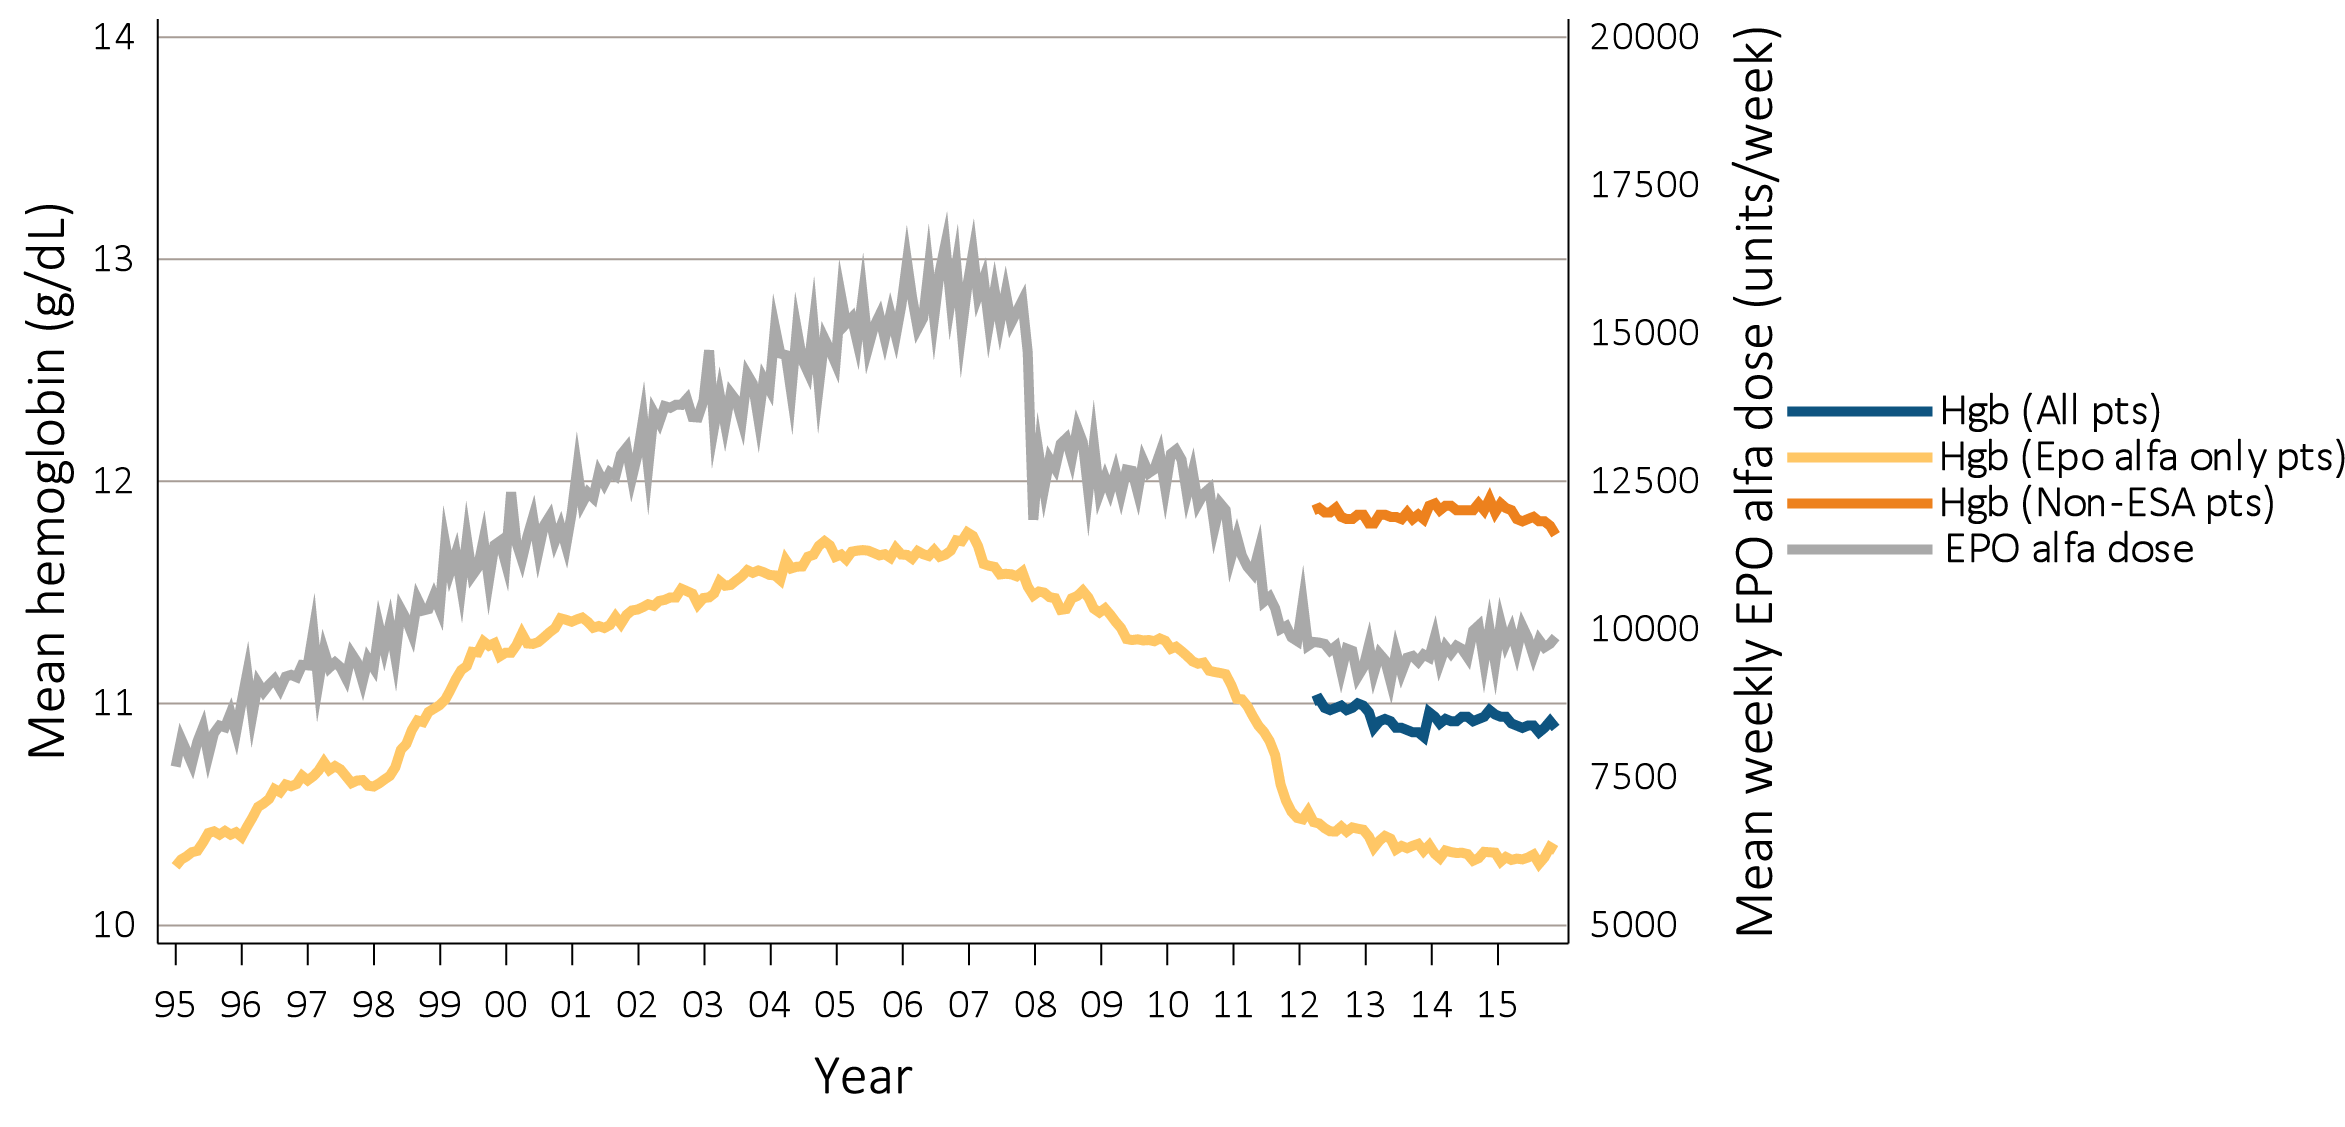 Mean hemoglobin (g/dL)
14
13
12
11
10
20000
17500
15000
12500
10000
7500
5000
Mean weekly EPO alfa dose (units/week)
95 96 97 98 99 00 01 02 03 04 05 06 07 08 09 10 11 12 13 14 15
Year
Hgb (All pts)
Hgb (Epo alfa only pts)
Hgb (Non-ESA pts)
EPO alfa dose